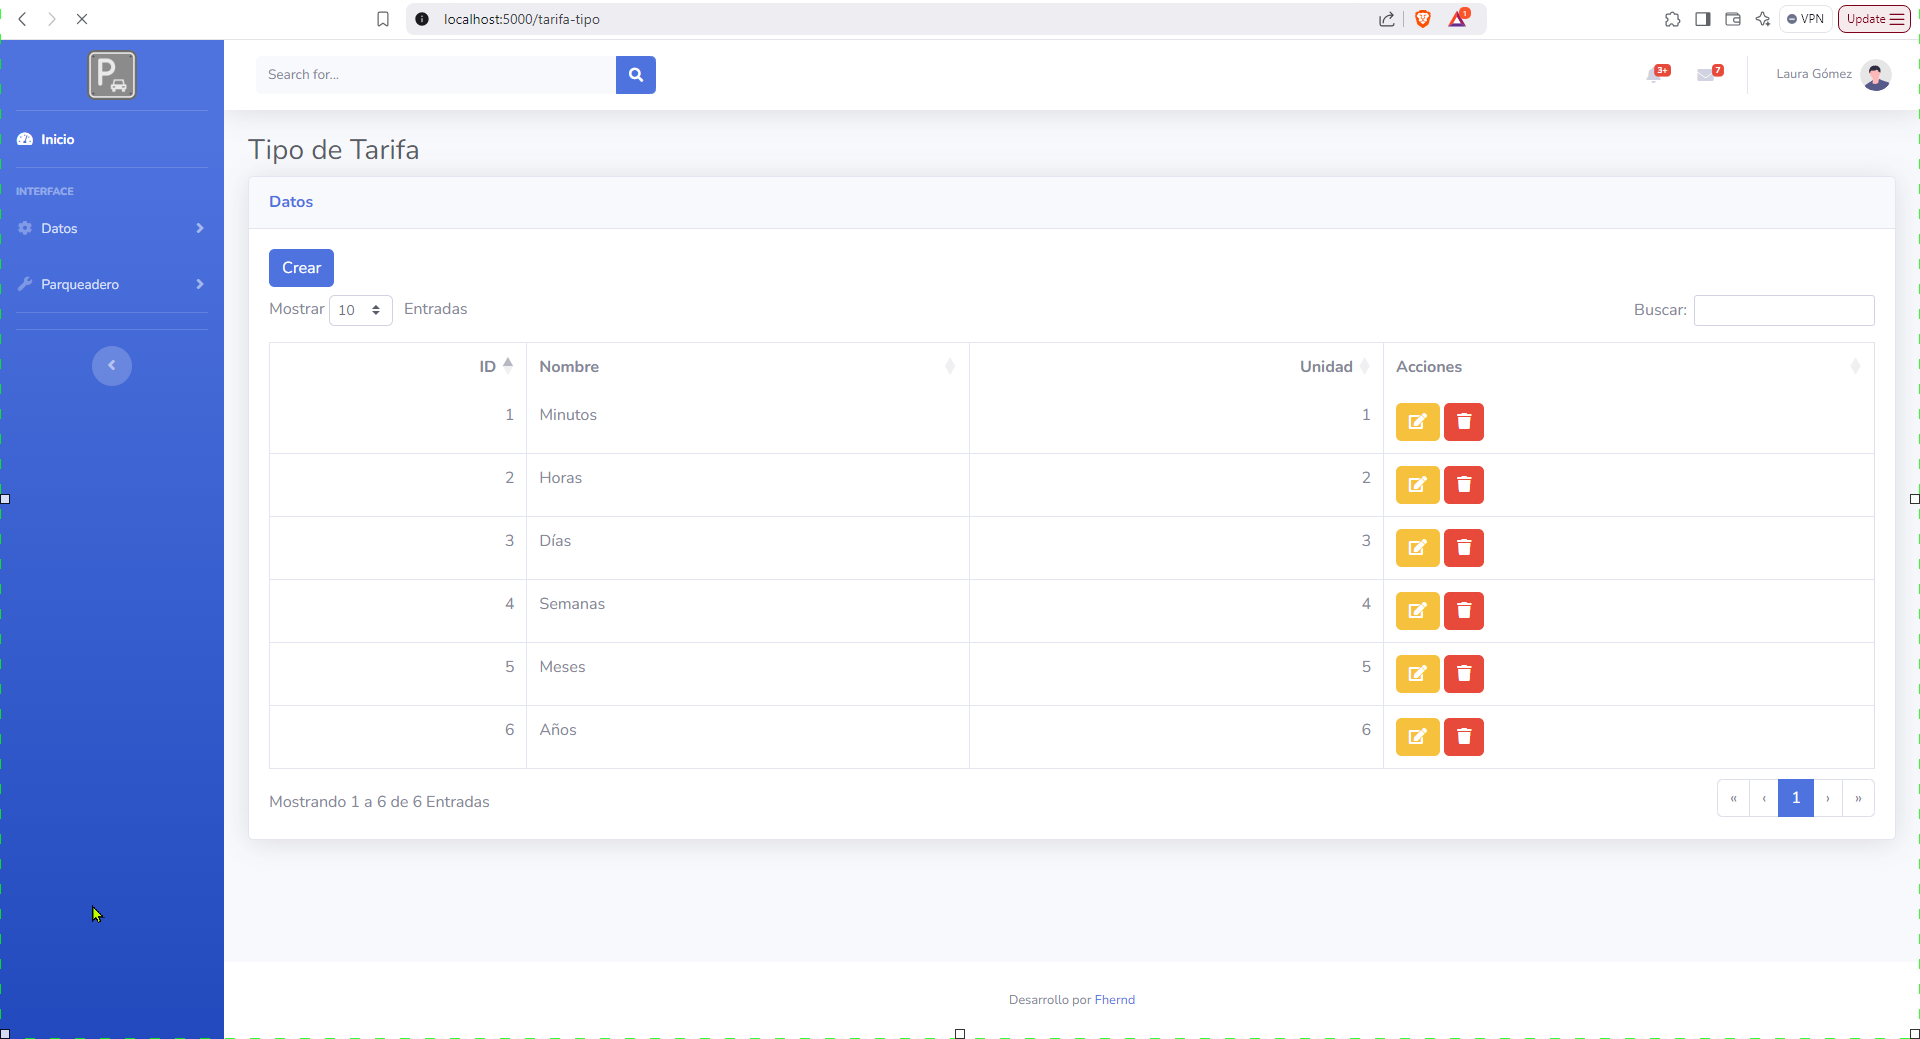 localhost:5000/tarifa-tipo
1
VPN
Update
P
Search for...
3+
7
Laura Gómez
Inicio
INTERFACE
Datos
Parqueadero
Tipo de Tarifa
Datos
Crear
Mostrar 10 Entradas
Buscar:
ID Nombre Unidad Acciones
1 Minutos 1
2 Horas 2
3 Días 3
4 Semanas 4
5 Meses 5
6 Años 6
Mostrando 1 a 6 de 6 Entradas
« ‹ 1 › »
Desarrollo por Fhernd